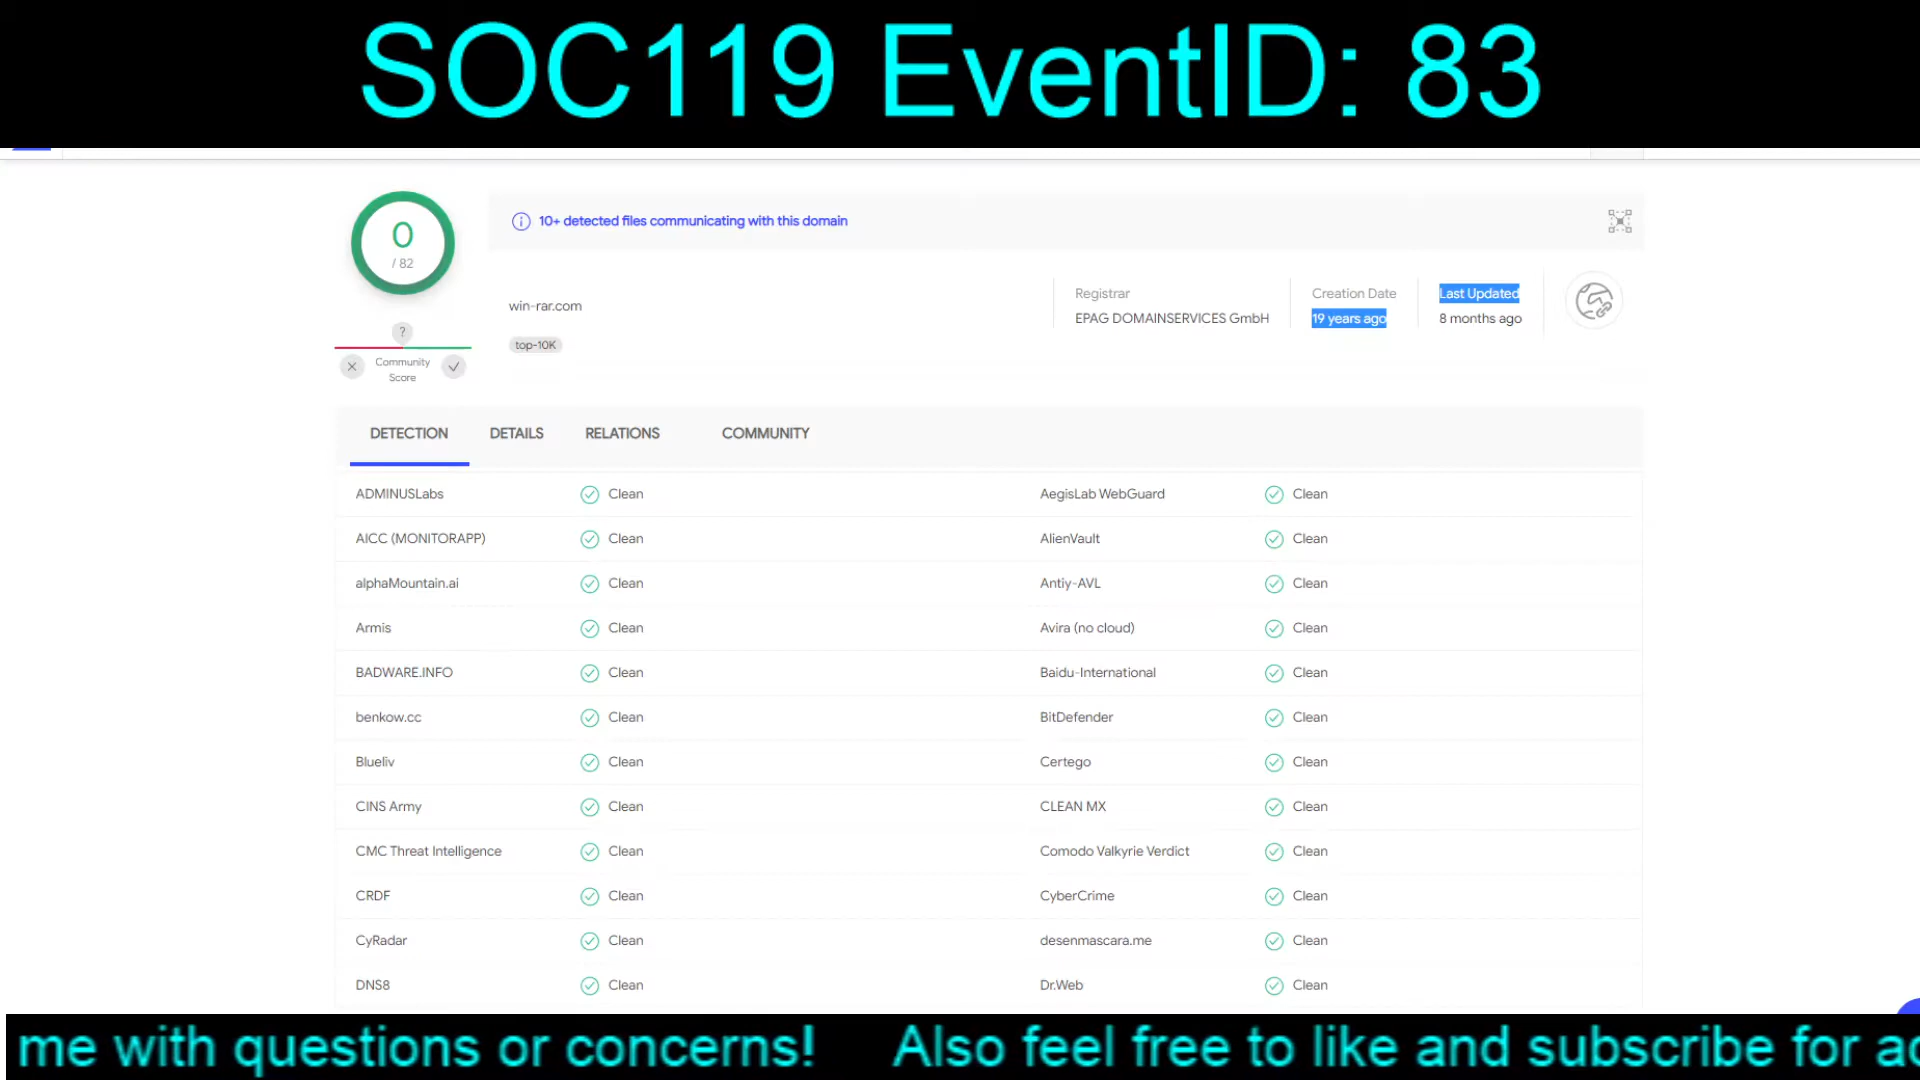 SOC119 EventID: 83
0
/ 82
10+ detected files communicating with this domain
win-rar.com
top-10K
Registrar
EPAG DOMAINSERVICES GmbH
Creation Date
19 years ago
Last Updated
8 months ago
?
Community
Score
DETECTION DETAILS RELATIONS COMMUNITY
ADMINUSLabs Clean AegisLab WebGuard Clean
AICC (MONITORAPP) Clean AlienVault Clean
alphaMountain.ai Clean Antiy-AVL Clean
Armis Clean Avira (no cloud) Clean
BADWARE.INFO Clean Baidu-International Clean
benkow.cc Clean BitDefender Clean
Blueliv Clean Certego Clean
CINS Army Clean CLEAN MX Clean
CMC Threat Intelligence Clean Comodo Valkyrie Verdict Clean
CRDF Clean CyberCrime Clean
CyRadar Clean desenmascara.me Clean
DNS8 Clean Dr.Web Clean
me with questions or concerns! Also feel free to like and subscribe for